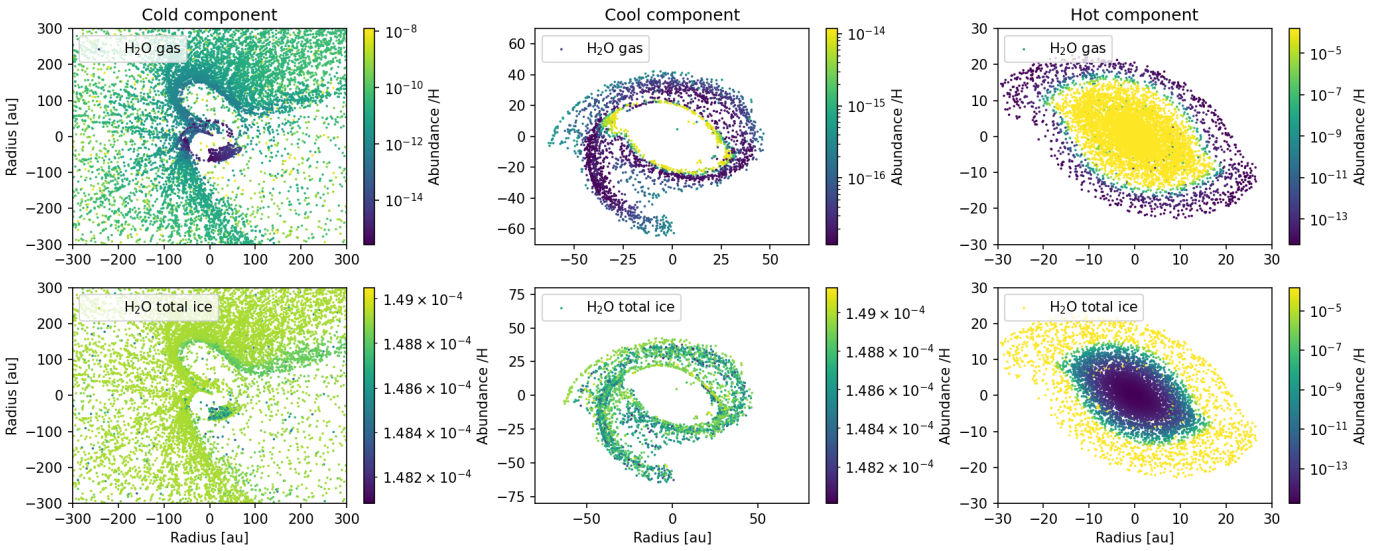 Cold component
300
200
100
0
−100
−200
−300
−300 −200 −100 0 100 200 300
Radius [au]
H₂O gas
10⁻⁸
10⁻¹⁰
10⁻¹²
10⁻¹⁴
Abundance /H
Cool component
60
40
20
0
−20
−40
−60
−50 −25 0 25 50
H₂O gas
10⁻¹⁴
10⁻¹⁵
10⁻¹⁶
Abundance /H
Hot component
30
20
10
0
−10
−20
−30
−30 −20 −10 0 10 20 30
H₂O gas
10⁻⁵
10⁻⁷
10⁻⁹
10⁻¹¹
10⁻¹³
Abundance /H
300
200
100
0
−100
−200
−300
−300 −200 −100 0 100 200 300
Radius [au]
Radius [au]
H₂O total ice
1.49 × 10⁻⁴
1.488 × 10⁻⁴
1.486 × 10⁻⁴
1.484 × 10⁻⁴
1.482 × 10⁻⁴
Abundance /H
75
50
25
0
−25
−50
−75
−50 0 50
Radius [au]
H₂O total ice
1.49 × 10⁻⁴
1.488 × 10⁻⁴
1.486 × 10⁻⁴
1.484 × 10⁻⁴
1.482 × 10⁻⁴
Abundance /H
30
20
10
0
−10
−20
−30
−30 −20 −10 0 10 20 30
Radius [au]
H₂O total ice
10⁻⁵
10⁻⁷
10⁻⁹
10⁻¹¹
10⁻¹³
Abundance /H